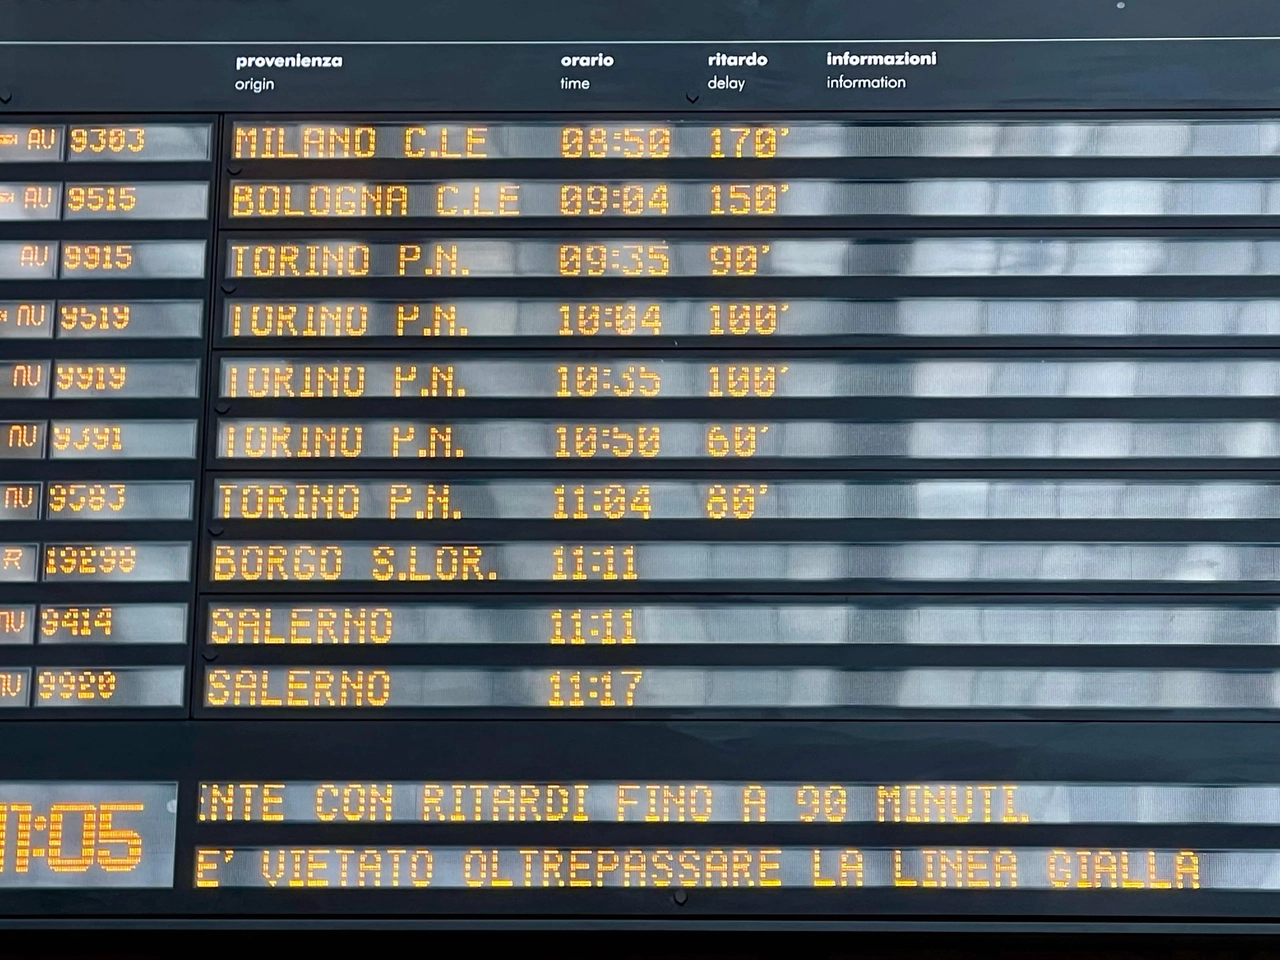 provenienza orario ritardo informazioni
origin time delay information
AV 9303 MILANO C.LE 08:50 170'
AV 9515 BOLOGNA C.LE 09:04 150'
AV 9915 TORINO P.N. 09:35 90'
AV 9519 TORINO P.N. 10:04 100'
AV 9919 TORINO P.N. 10:35 100'
AV 9391 TORINO P.N. 10:50 60'
AV 9583 TORINO P.N. 11:04 80'
R 19298 BORGO S.LOR. 11:11
AV 9414 SALERNO 11:11
AV 9920 SALERNO 11:17
NTE CON RITARDI FINO A 90 MINUTI.
11:05
E' VIETATO OLTREPASSARE LA LINEA GIALLA